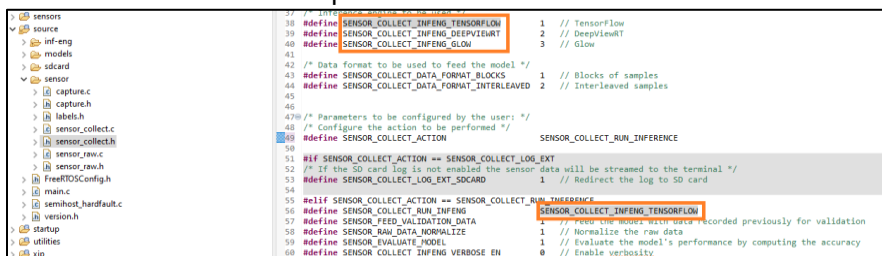 sensors
source
inf-eng
models
sdcard
sensor
capture.c
capture.h
labels.h
sensor_collect.c
sensor_collect.h
sensor_raw.c
sensor_raw.h
FreeRTOSConfig.h
main.c
semihost_hardfault.c
version.h
startup
utilities
xip
37 /* Inference engine to be used */
38 #define SENSOR_COLLECT_INFENG_TENSORFLOW 1 // TensorFlow
39 #define SENSOR_COLLECT_INFENG_DEEPVIEWRT 2 // DeepViewRT
40 #define SENSOR_COLLECT_INFENG_GLOW 3 // Glow
41
42 /* Data format to be used to feed the model */
43 #define SENSOR_COLLECT_DATA_FORMAT_BLOCKS 1 // Blocks of samples
44 #define SENSOR_COLLECT_DATA_FORMAT_INTERLEAVED 2 // Interleaved samples
45
46
47 /* Parameters to be configured by the user: */
48 /* Configure the action to be performed */
49 #define SENSOR_COLLECT_ACTION SENSOR_COLLECT_RUN_INFERENCE
50
51 #if SENSOR_COLLECT_ACTION == SENSOR_COLLECT_LOG_EXT
52 /* If the SD card log is not enabled the sensor data will be streamed to the terminal */
53 #define SENSOR_COLLECT_LOG_EXT_SDCARD 1 // Redirect the log to SD card
54
55 #elif SENSOR_COLLECT_ACTION == SENSOR_COLLECT_RUN_INFERENCE
56 #define SENSOR_COLLECT_RUN_INFENG SENSOR_COLLECT_INFENG_TENSORFLOW
57 #define SENSOR_FEED_VALIDATION_DATA 1 // Feed the model with data recorded previously for validation
58 #define SENSOR_RAW_DATA_NORMALIZE 1 // Normalize the raw data
59 #define SENSOR_EVALUATE_MODEL 1 // Evaluate the model's performance by computing the accuracy
60 #define SENSOR_COLLECT_INFENG_VERBOSE_EN 0 // Enable verbosity